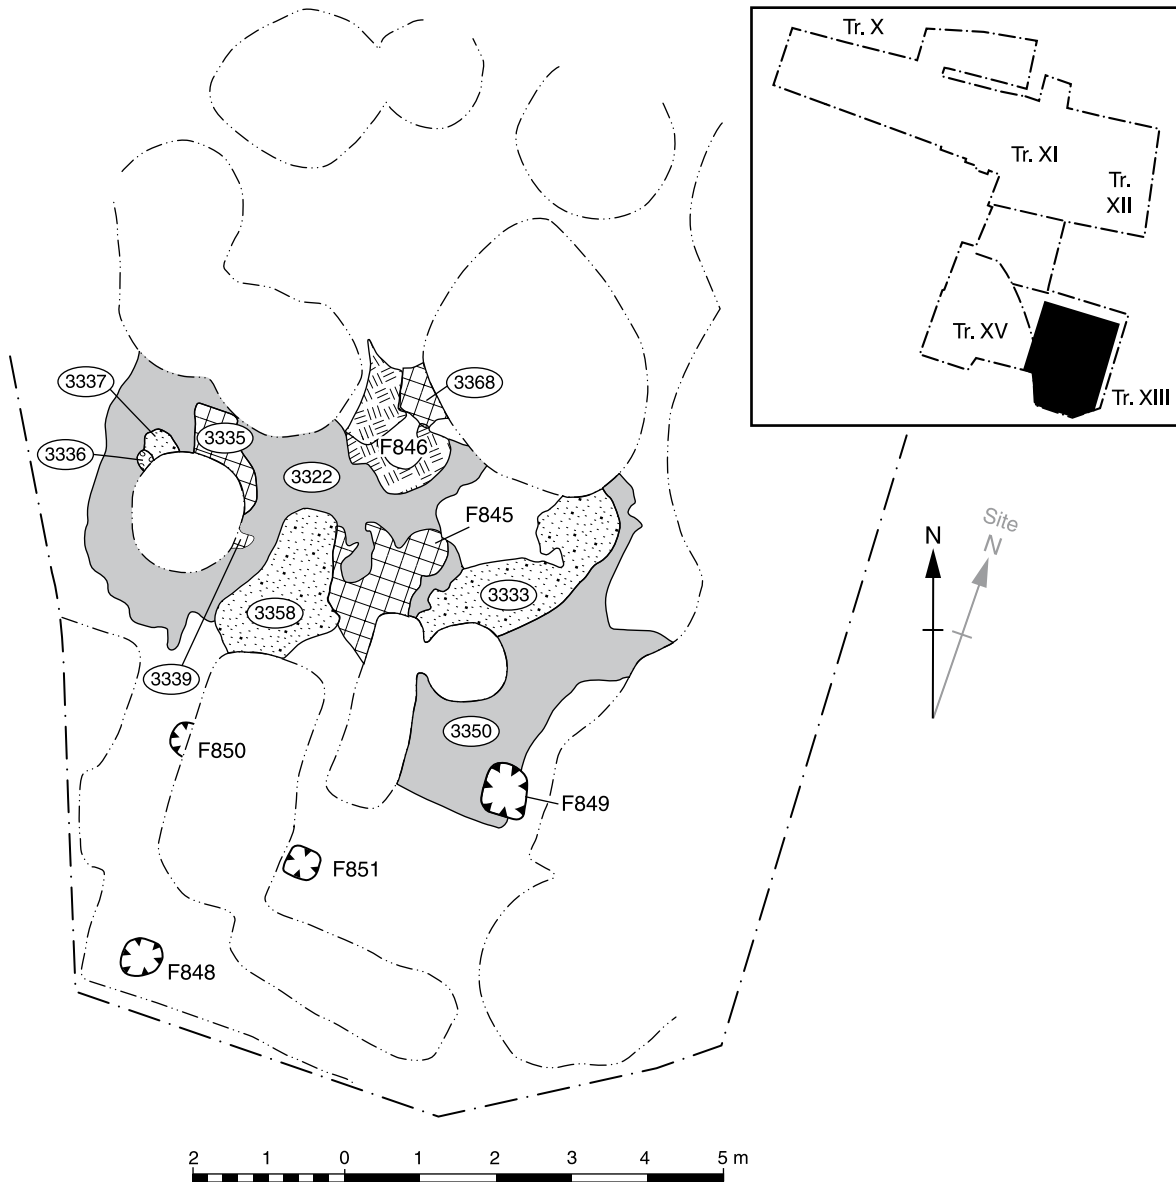 Tr. X
Tr. XI
Tr.
XII
Tr. XV
Tr. XIII
3337
3368
3335
3336
F846
3322
F845
N
Site
N
3333
3358
3339
3350
F850
F849
F851
F848
2 1 0 1 2 3 4 5 m